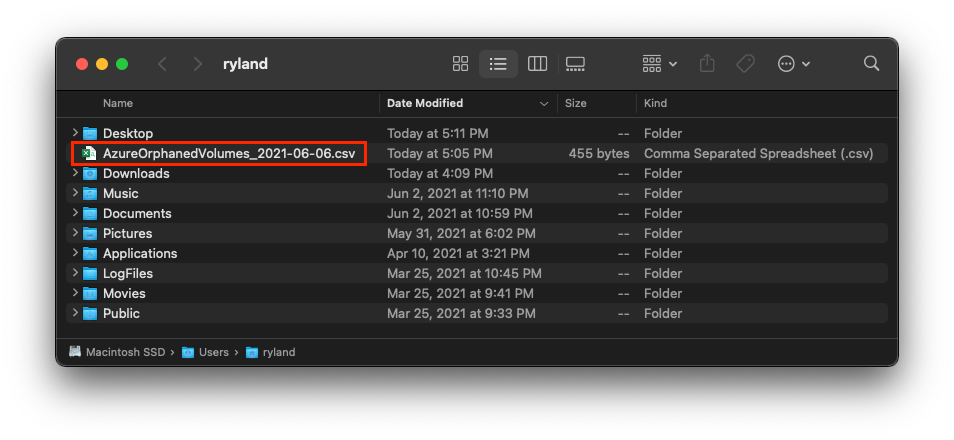 ryland
Name Date Modified Size Kind
Desktop Today at 5:11 PM -- Folder
AzureOrphanedVolumes_2021-06-06.csv Today at 5:05 PM 455 bytes Comma Separated Spreadsheet (.csv)
Downloads Today at 4:09 PM -- Folder
Music Jun 2, 2021 at 11:10 PM -- Folder
Documents Jun 2, 2021 at 10:59 PM -- Folder
Pictures May 31, 2021 at 6:02 PM -- Folder
Applications Apr 10, 2021 at 3:21 PM -- Folder
LogFiles Mar 25, 2021 at 10:45 PM -- Folder
Movies Mar 25, 2021 at 9:41 PM -- Folder
Public Mar 25, 2021 at 9:33 PM -- Folder
Macintosh SSD › Users › ryland